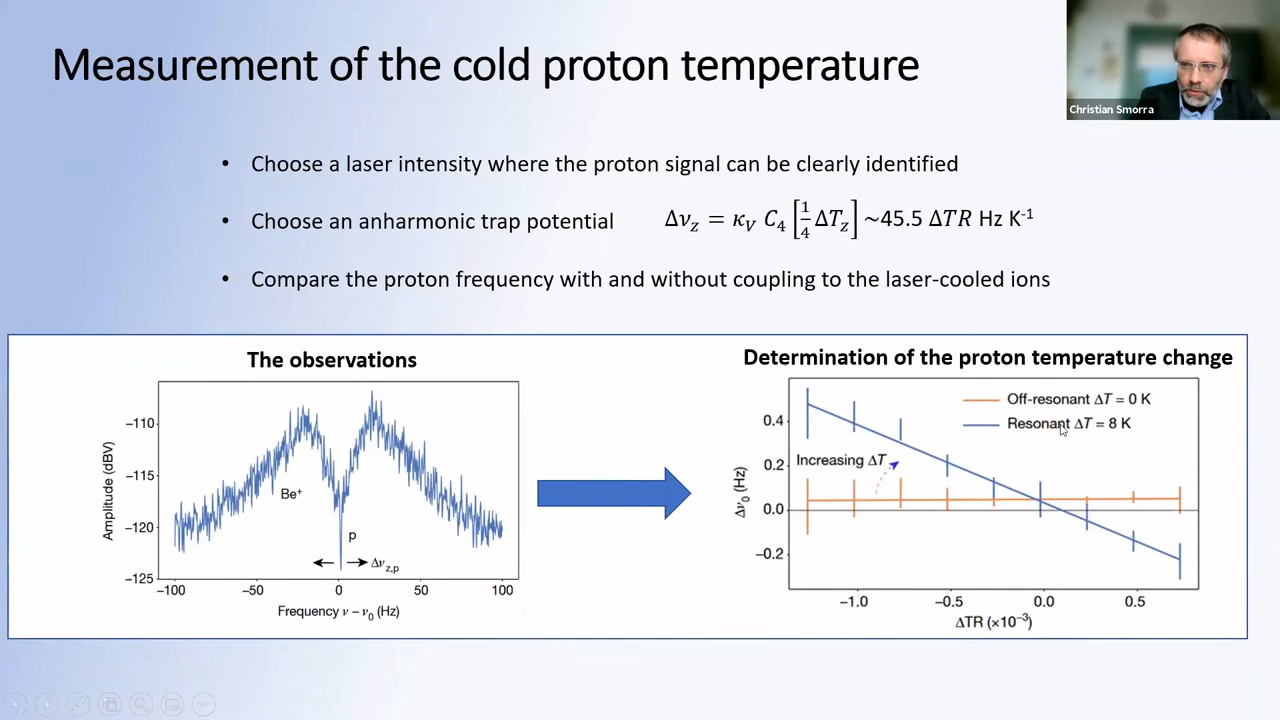 Measurement of the cold proton temperature
Christian Smorra
• Choose a laser intensity where the proton signal can be clearly identified
• Choose an anharmonic trap potential Δν_z = κ_V C_4 [1/4 ΔT_z] ~45.5 ΔTR Hz K⁻¹
• Compare the proton frequency with and without coupling to the laser-cooled ions
The observations
Amplitude (dBV)
−110
−115
−120
−125
Be⁺
p
Δν_z,p
−100 −50 0 50 100
Frequency ν − ν_0 (Hz)
Determination of the proton temperature change
Δν_0 (Hz)
0.4
0.2
0.0
−0.2
Off-resonant ΔT = 0 K
Resonant ΔT = 8 K
Increasing ΔT
−1.0 −0.5 0.0 0.5
ΔTR (×10⁻³)